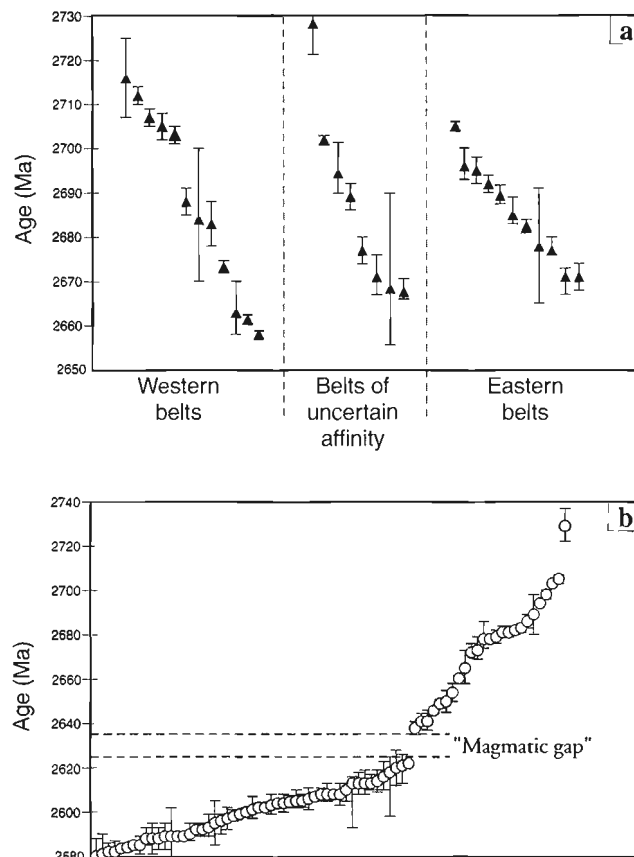 a
2730
2720
2710
2700
2690
2680
2670
2660
2650
Age (Ma)
Western
belts
Belts of
uncertain
affinity
Eastern
belts
b
2740
2720
2700
2680
2660
2640
2620
2600
2580
Age (Ma)
"Magmatic gap"